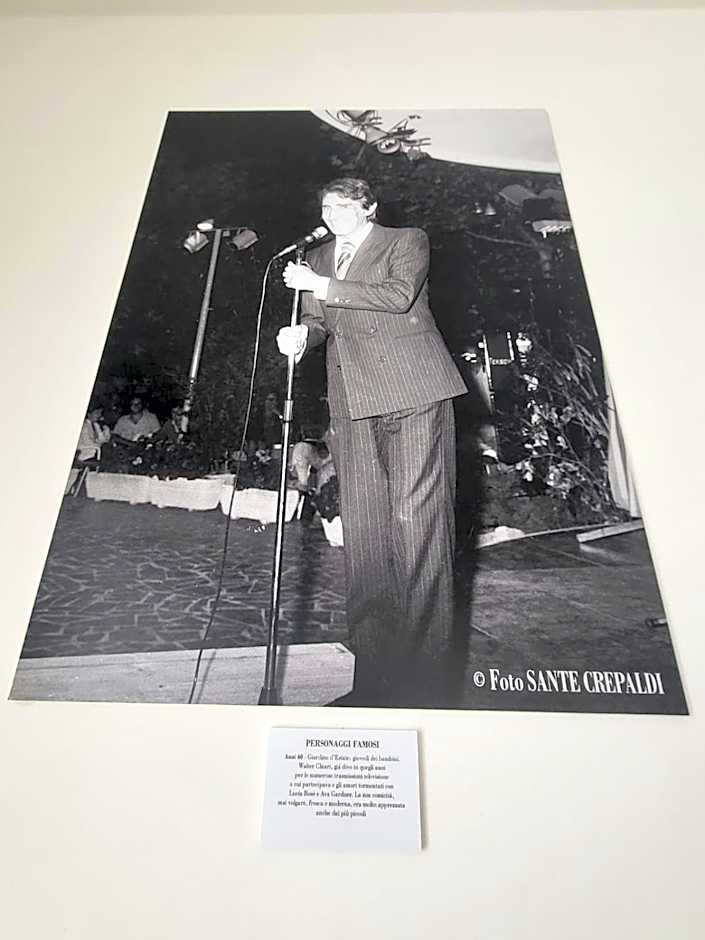 © Foto SANTE CREPALDI
PERSONAGGI FAMOSI
Anni 60 / Giardino d'Estate: giovedì dei bambini.
Walter Chiari, già divo in quegli anni
per le numerose trasmissioni televisive
a cui partecipava e gli amori tormentati con
Lucia Bosè e Ava Gardner. La sua comicità,
mai volgare, fresca e moderna, era molto apprezzata
anche dai più piccoli